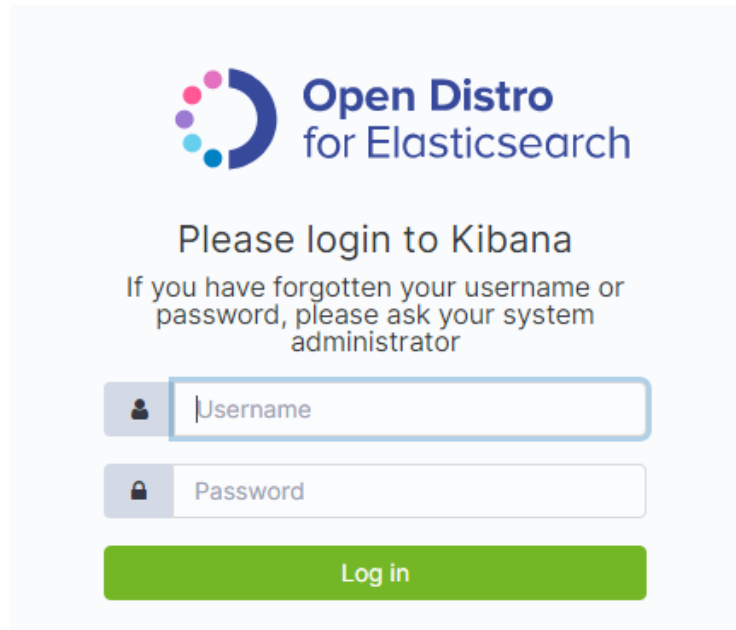 Open Distro
for Elasticsearch
Please login to Kibana
If you have forgotten your username or
password, please ask your system
administrator
Username
Password
Log in